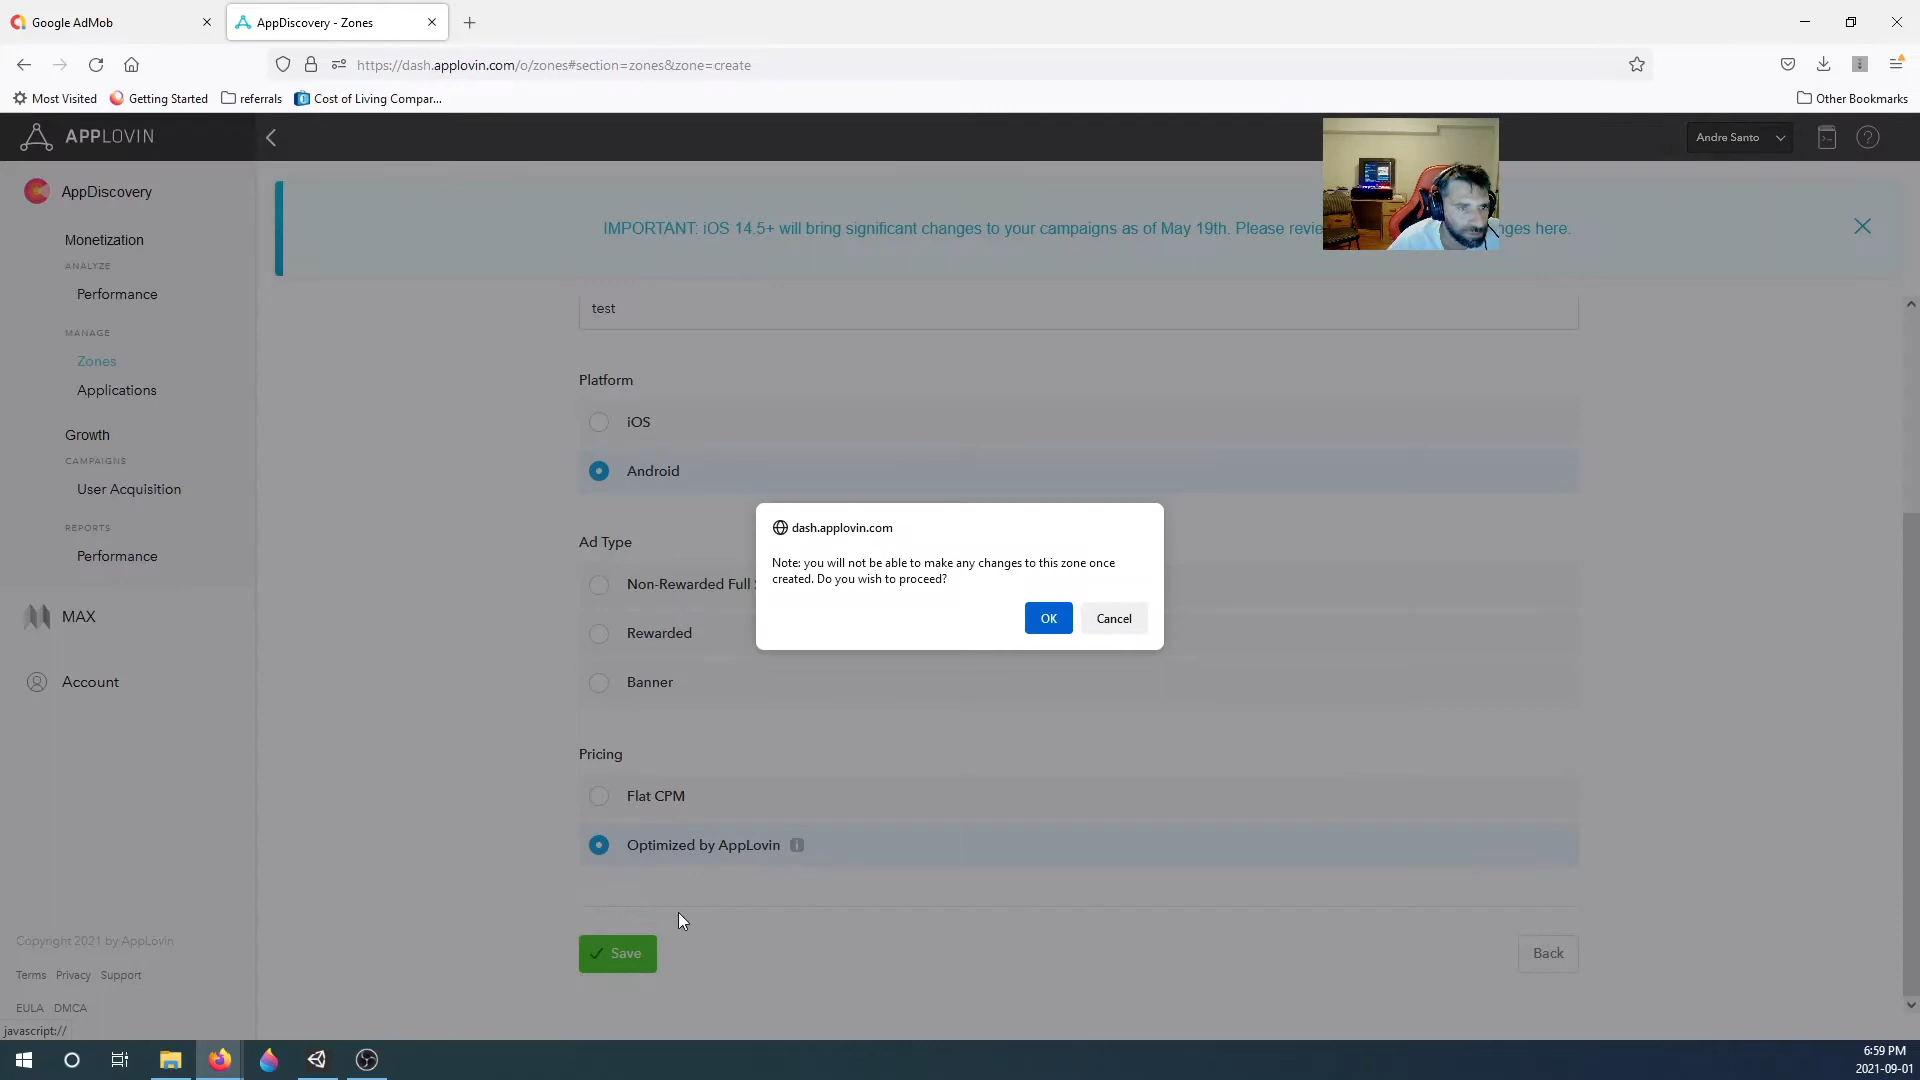 Google AdMob
AppDiscovery - Zones
https://dash.applovin.com/o/zones#section=zones&zone=create
Most Visited
Getting Started
referrals
Cost of Living Compar...
Other Bookmarks
APPLOVIN
Andre Santo
AppDiscovery
Monetization
ANALYZE
Performance
MANAGE
Zones
Applications
Growth
CAMPAIGNS
User Acquisition
REPORTS
Performance
MAX
Account
Copyright 2021 by AppLovin
Terms Privacy Support
EULA DMCA
javascript://
IMPORTANT: iOS 14.5+ will bring significant changes to your campaigns as of May 19th. Please here.
test
Platform
iOS
Android
Ad Type
Non-Rewarded Full
Rewarded
Banner
Pricing
Flat CPM
Optimized by AppLovin
Save
Back
dash.applovin.com
Note: you will not be able to make any changes to this zone once
created. Do you wish to proceed?
OK
Cancel
6:59 PM
2021-09-01